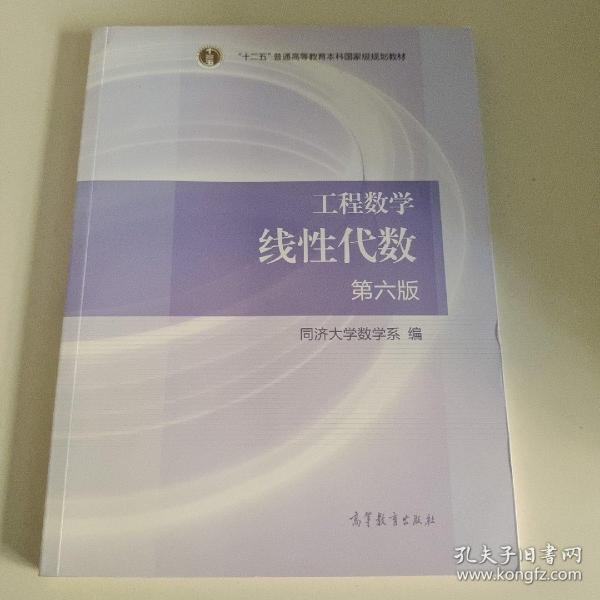 “十二五”普通高等教育本科国家级规划教材
工程数学
线性代数
第六版
同济大学数学系 编
高等教育出版社
孔夫子旧书网
www.kongfz.com